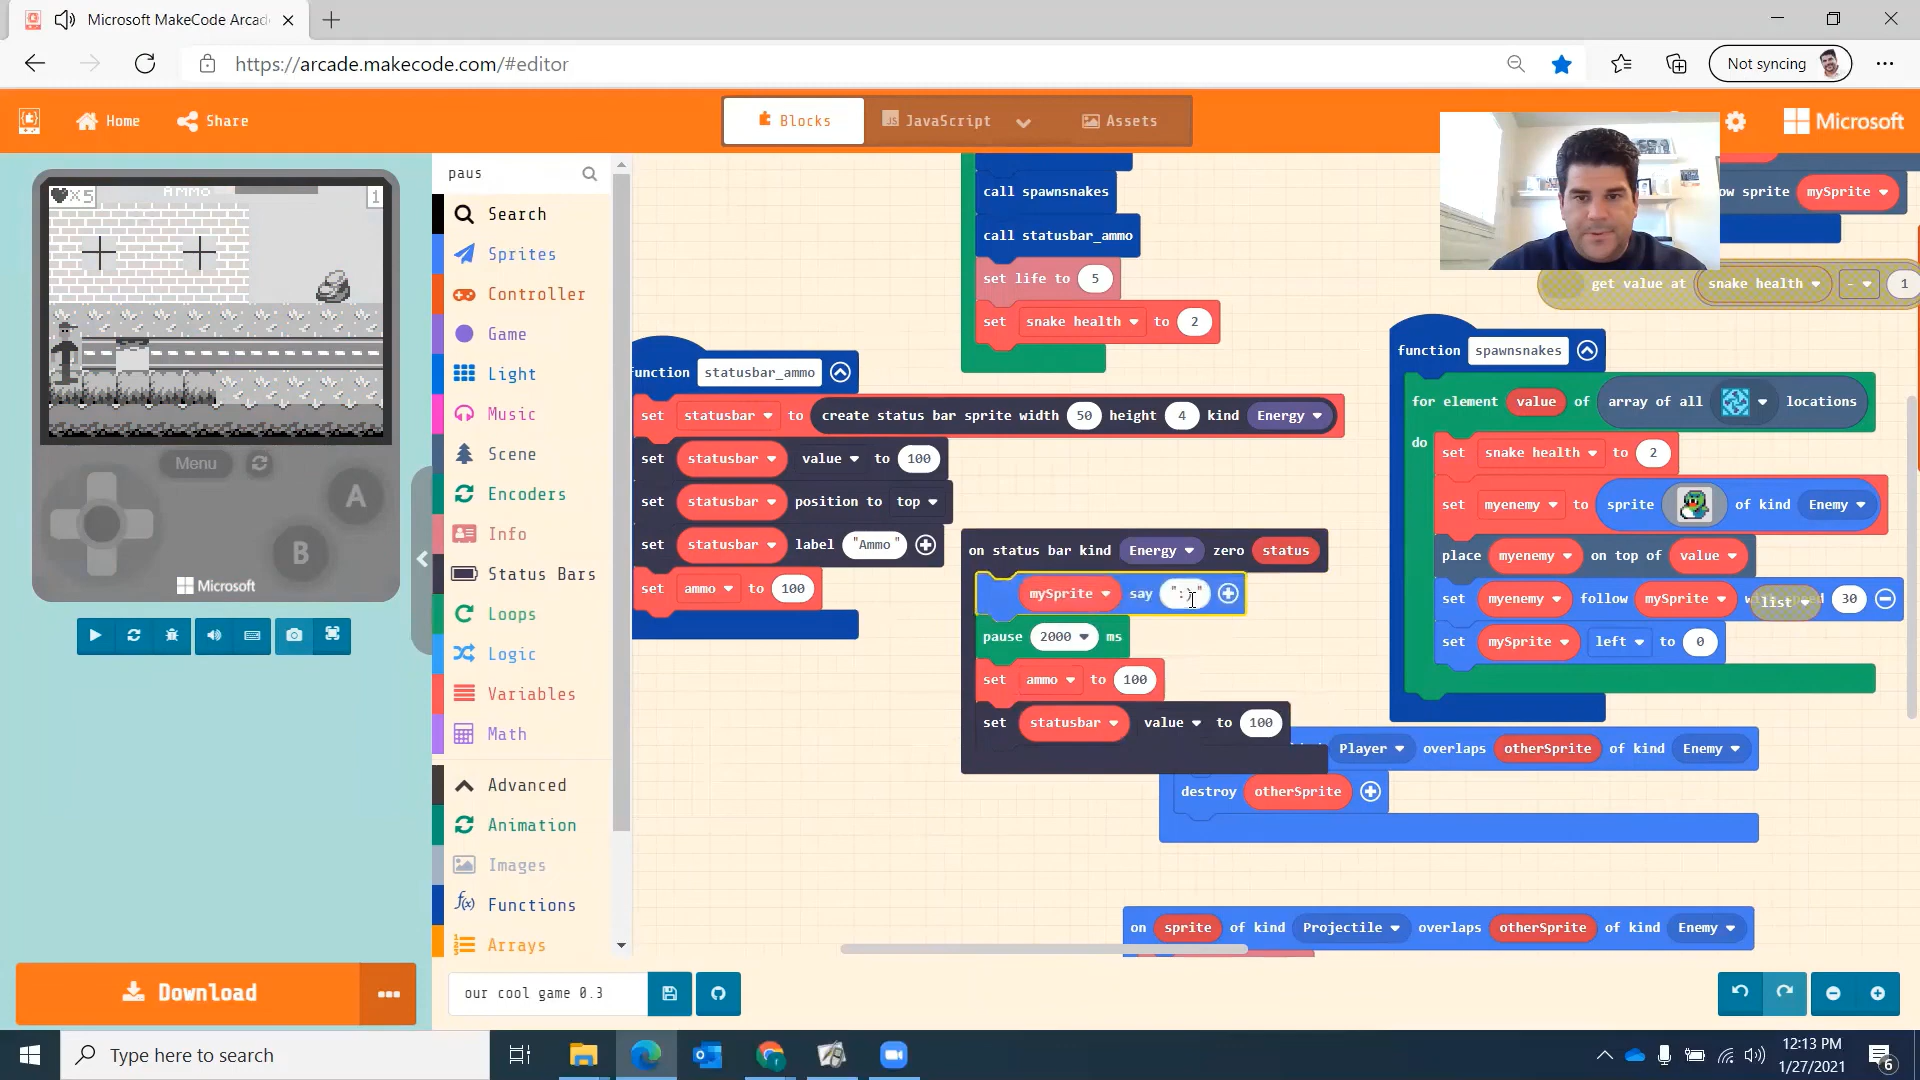 Microsoft MakeCode Arcad
https://arcade.makecode.com/#editor
Not syncing
Home
Share
Blocks
JavaScript
Assets
Microsoft
×5
Ammo
1
Menu
A
B
Microsoft
paus
Search
Sprites
Controller
Game
Light
Music
Scene
Encoders
Info
Status Bars
Loops
Logic
Variables
Math
Advanced
Animation
Images
Functions
Arrays
call spawnsnakes
call statusbar_ammo
set life to 5
set snake health to 2
unction statusbar_ammo
set statusbar to create status bar sprite width 50 height 4 kind Energy
set statusbar value to 100
set statusbar position to top
set statusbar label "Ammo"
set ammo to 100
on status bar kind Energy zero status
mySprite say ":)"
pause 2000 ms
set ammo to 100
set statusbar value to 100
ow sprite mySprite
get value at snake health - 1
function spawnsnakes
for element value of array of all locations
do
set snake health to 2
set myenemy to sprite of kind Enemy
place myenemy on top of value
set myenemy follow mySprite list 30
set mySprite left to 0
Player overlaps otherSprite of kind Enemy
destroy otherSprite
on sprite of kind Projectile overlaps otherSprite of kind Enemy
Download
our cool game 0.3
Type here to search
12:13 PM
1/27/2021
6